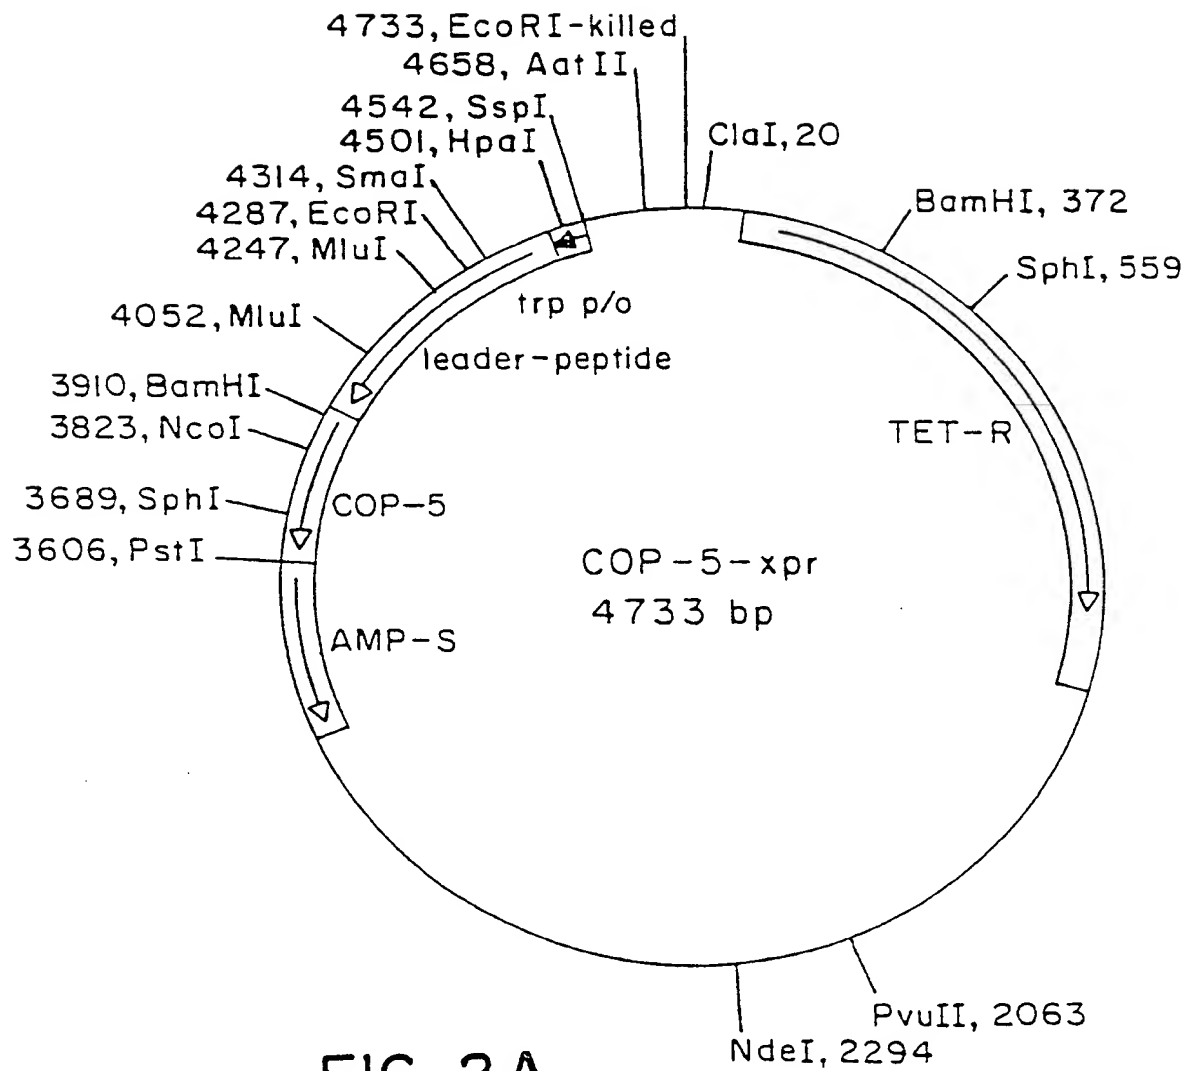 4733, EcoRI-killed
4658, AatII
4542, SspI
4501, HpaI
4314, SmaI
4287, EcoRI
4247, MluI
4052, MluI
3910, BamHI
3823, NcoI
3689, SphI
3606, PstI
ClaI, 20
BamHI, 372
SphI, 559
trp p/o
leader-peptide
TET-R
COP-5
AMP-S
COP-5-xpr
4733 bp
PvuII, 2063
NdeI, 2294